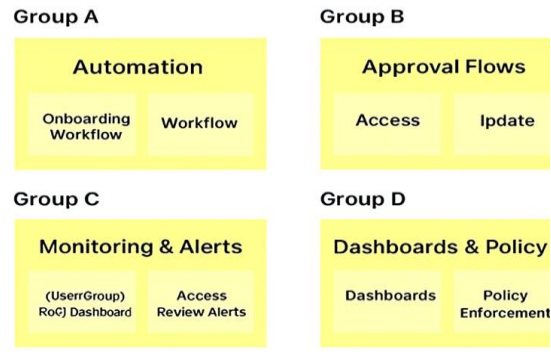 Group A
Automation
Onboarding
Workflow
Workflow
Group B
Approval Flows
Access
Ipdate
Group C
Monitoring & Alerts
(UserrGroup)
RoGJ Dashboard
Access
Review Alerts
Group D
Dashboards & Policy
Dashboards
Policy
Enforcement